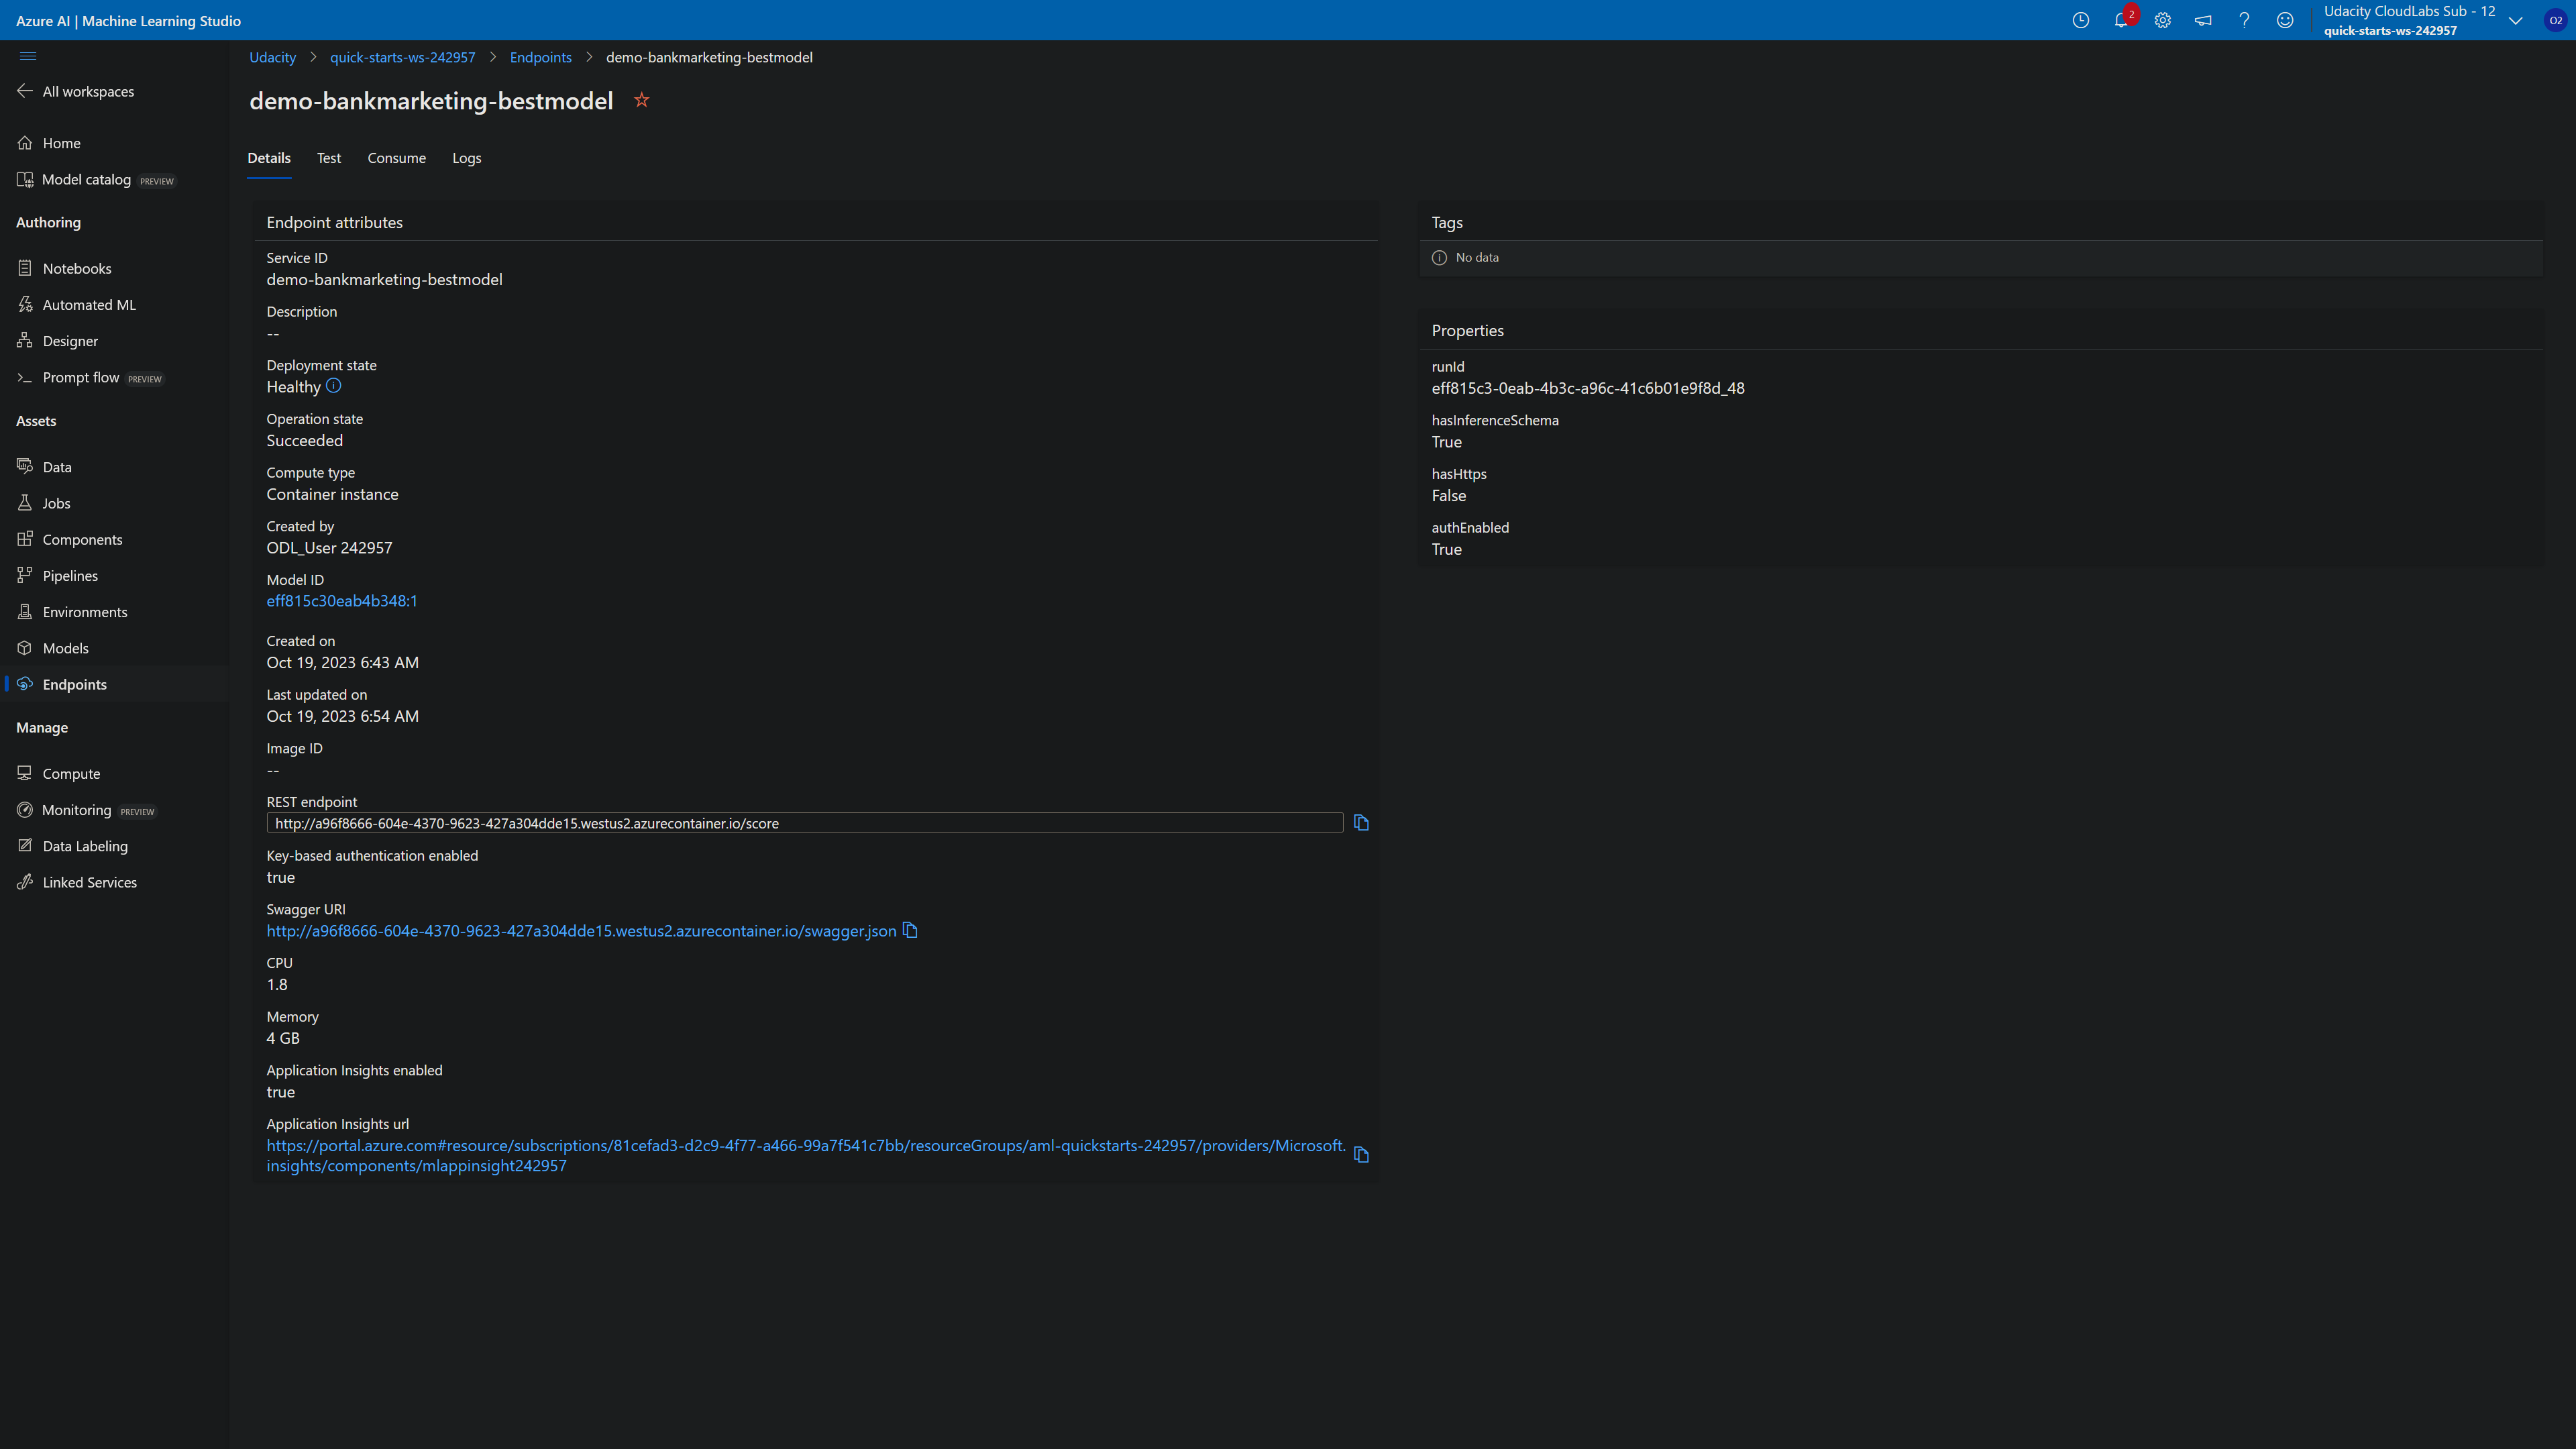 Azure AI | Machine Learning Studio
2
Udacity CloudLabs Sub - 12
quick-starts-ws-242957
O2
All workspaces
Home
Model catalog PREVIEW
Authoring
Notebooks
Automated ML
Designer
Prompt flow PREVIEW
Assets
Data
Jobs
Components
Pipelines
Environments
Models
Endpoints
Manage
Compute
Monitoring PREVIEW
Data Labeling
Linked Services
Udacity > quick-starts-ws-242957 > Endpoints > demo-bankmarketing-bestmodel
demo-bankmarketing-bestmodel
Details Test Consume Logs
Endpoint attributes
Service ID
demo-bankmarketing-bestmodel
Description
--
Deployment state
Healthy
Operation state
Succeeded
Compute type
Container instance
Created by
ODL_User 242957
Model ID
eff815c30eab4b348:1
Created on
Oct 19, 2023 6:43 AM
Last updated on
Oct 19, 2023 6:54 AM
Image ID
--
REST endpoint
http://a96f8666-604e-4370-9623-427a304dde15.westus2.azurecontainer.io/score
Key-based authentication enabled
true
Swagger URI
http://a96f8666-604e-4370-9623-427a304dde15.westus2.azurecontainer.io/swagger.json
CPU
1.8
Memory
4 GB
Application Insights enabled
true
Application Insights url
https://portal.azure.com#resource/subscriptions/81cefad3-d2c9-4f77-a466-99a7f541c7bb/resourceGroups/aml-quickstarts-242957/providers/Microsoft.
insights/components/mlappinsight242957
Tags
No data
Properties
runId
eff815c3-0eab-4b3c-a96c-41c6b01e9f8d_48
hasInferenceSchema
True
hasHttps
False
authEnabled
True